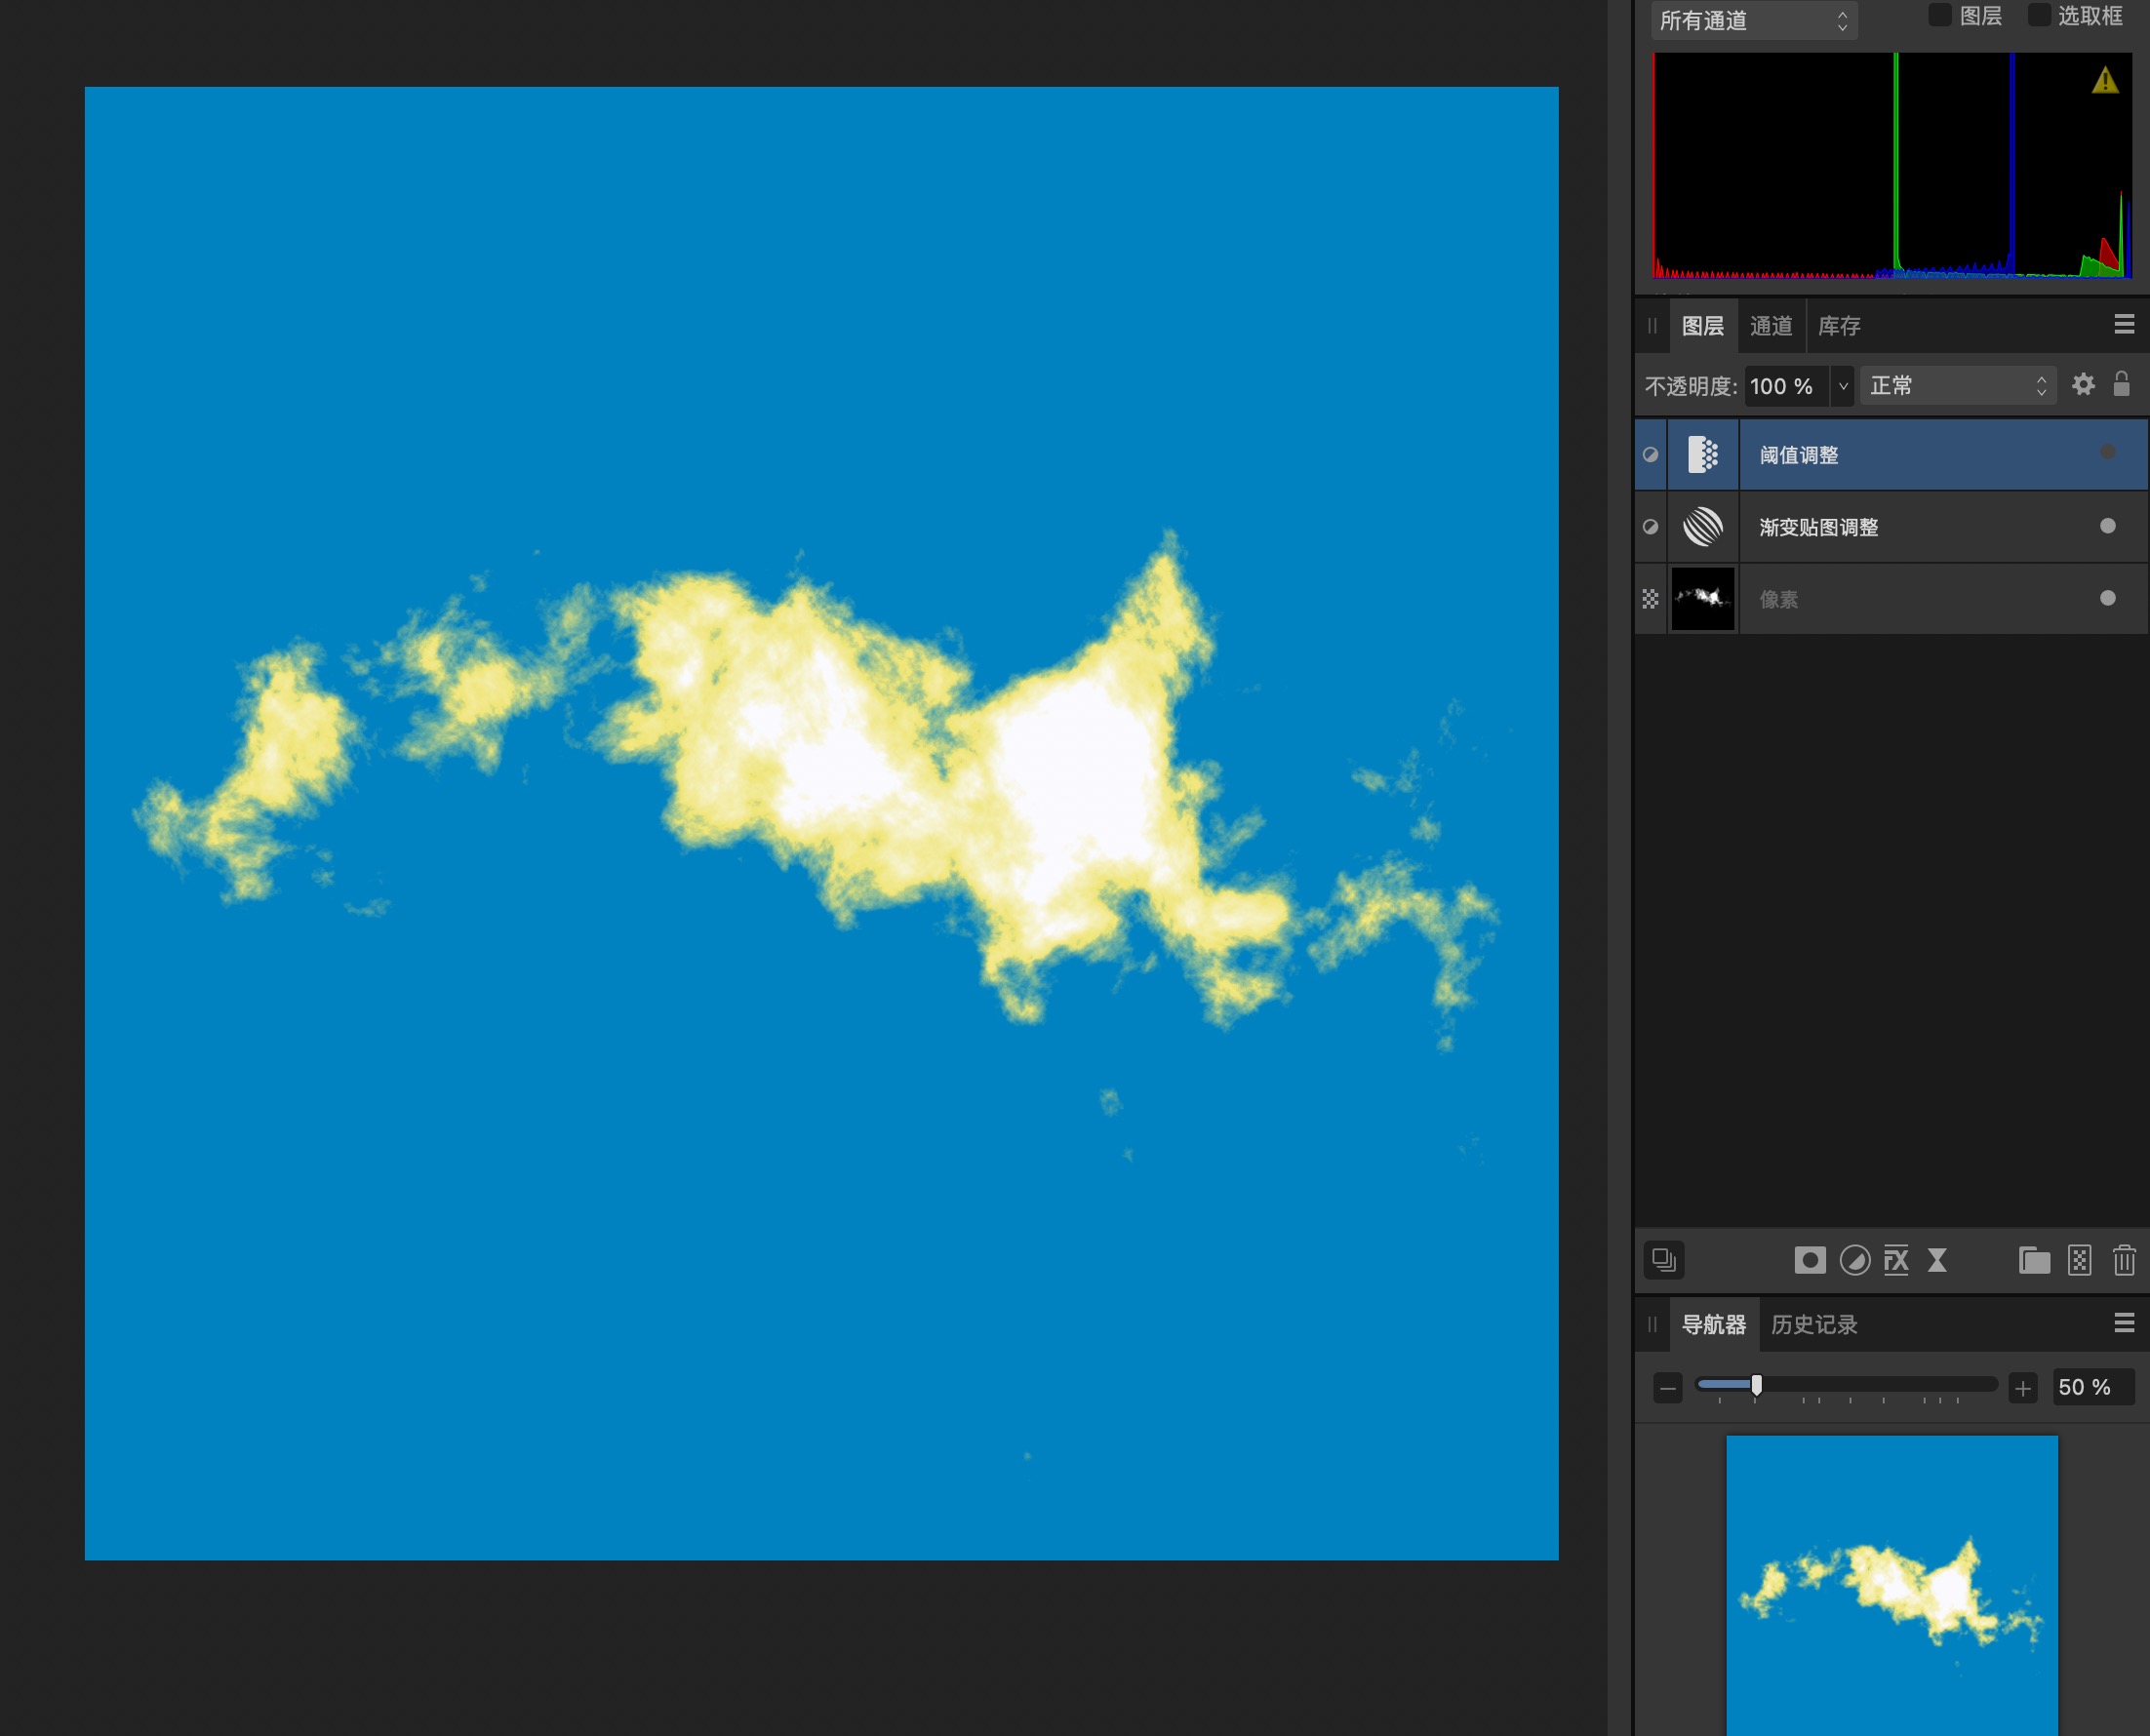 所有通道
图层
选取框
图层 通道 库存
不透明度: 100 % 正常
阈值调整
渐变贴图调整
像素
FX
导航器 历史记录
50 %